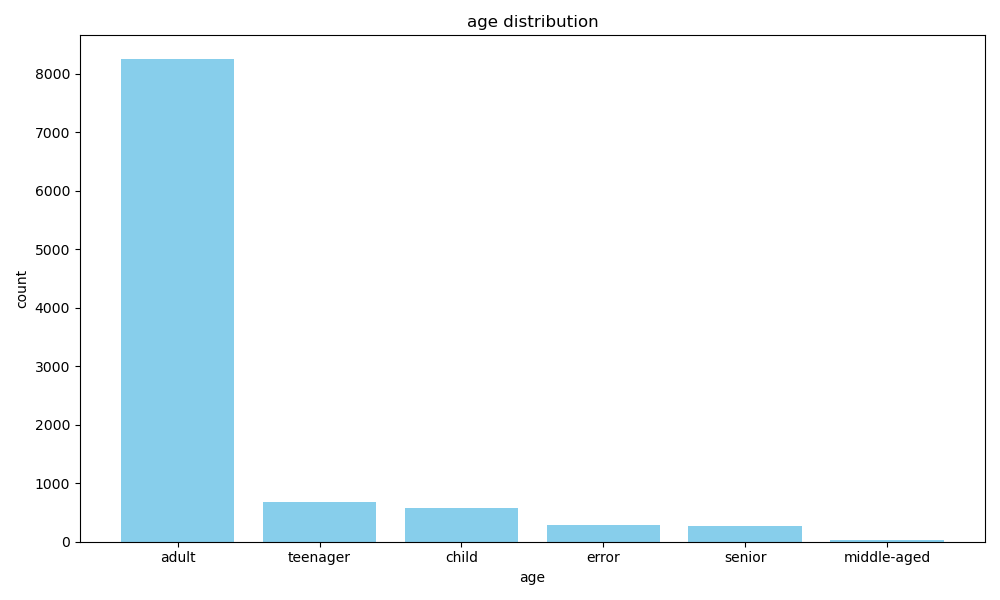 age distribution
8000
7000
6000
5000
4000
3000
2000
1000
0
count
adult teenager child error senior middle-aged
age